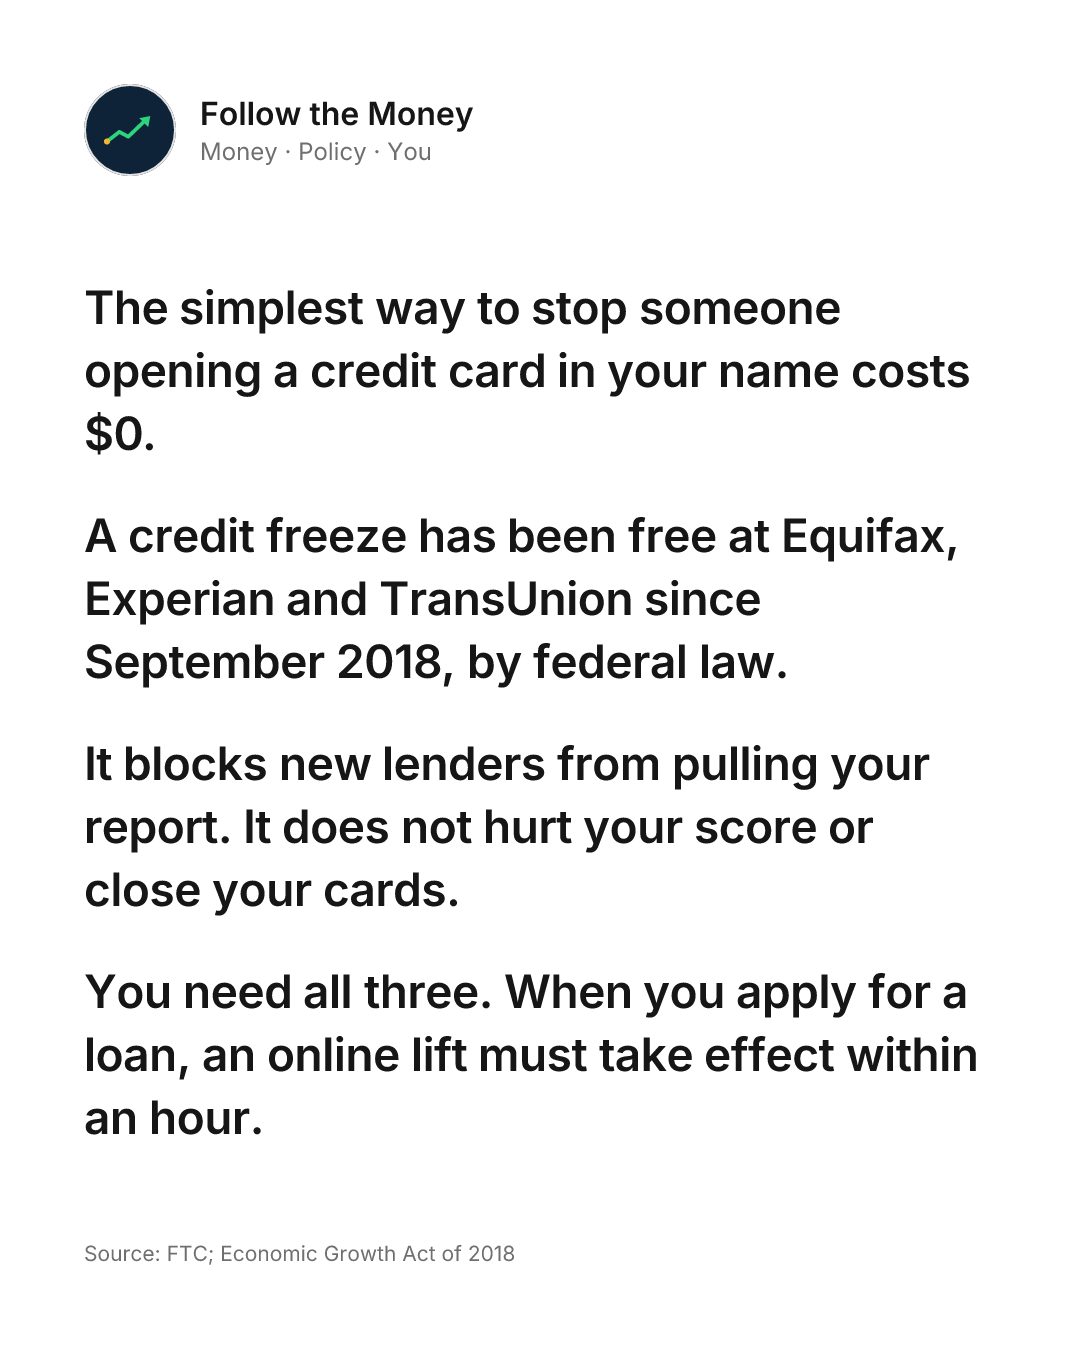 Follow the Money
Money · Policy · You
The simplest way to stop someone
opening a credit card in your name costs
$0.
A credit freeze has been free at Equifax,
Experian and TransUnion since
September 2018, by federal law.
It blocks new lenders from pulling your
report. It does not hurt your score or
close your cards.
You need all three. When you apply for a
loan, an online lift must take effect within
an hour.
Source: FTC; Economic Growth Act of 2018